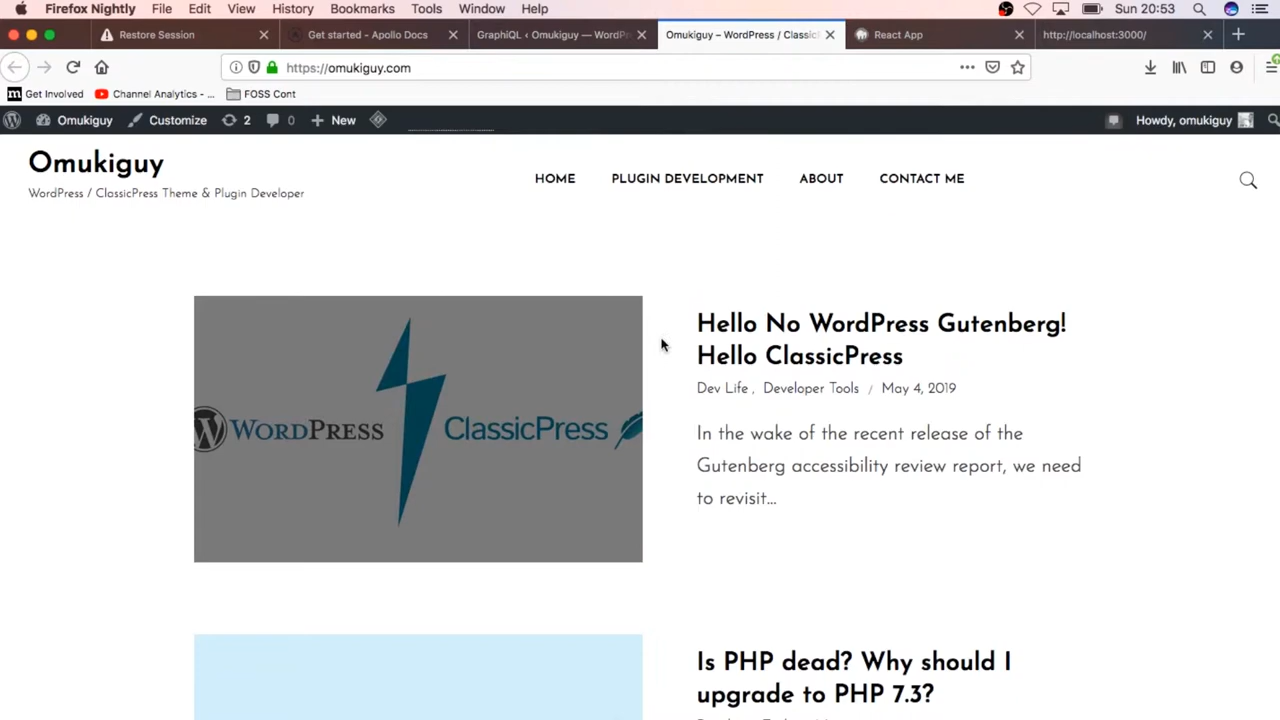 Firefox Nightly File Edit View History Bookmarks Tools Window Help Sun 20:53
Restore Session Get started - Apollo Docs GraphiQL ‹ Omukiguy — WordPr Omukiguy – WordPress / Classic React App http://localhost:3000/
https://omukiguy.com
m Get Involved Channel Analytics - ... FOSS Cont
Omukiguy Customize 2 0 New Howdy, omukiguy
Omukiguy
WordPress / ClassicPress Theme & Plugin Developer
HOME PLUGIN DEVELOPMENT ABOUT CONTACT ME
WORDPRESS ClassicPress
Hello No WordPress Gutenberg!
Hello ClassicPress
Dev Life , Developer Tools / May 4, 2019
In the wake of the recent release of the
Gutenberg accessibility review report, we need
to revisit...
Is PHP dead? Why should I
upgrade to PHP 7.3?